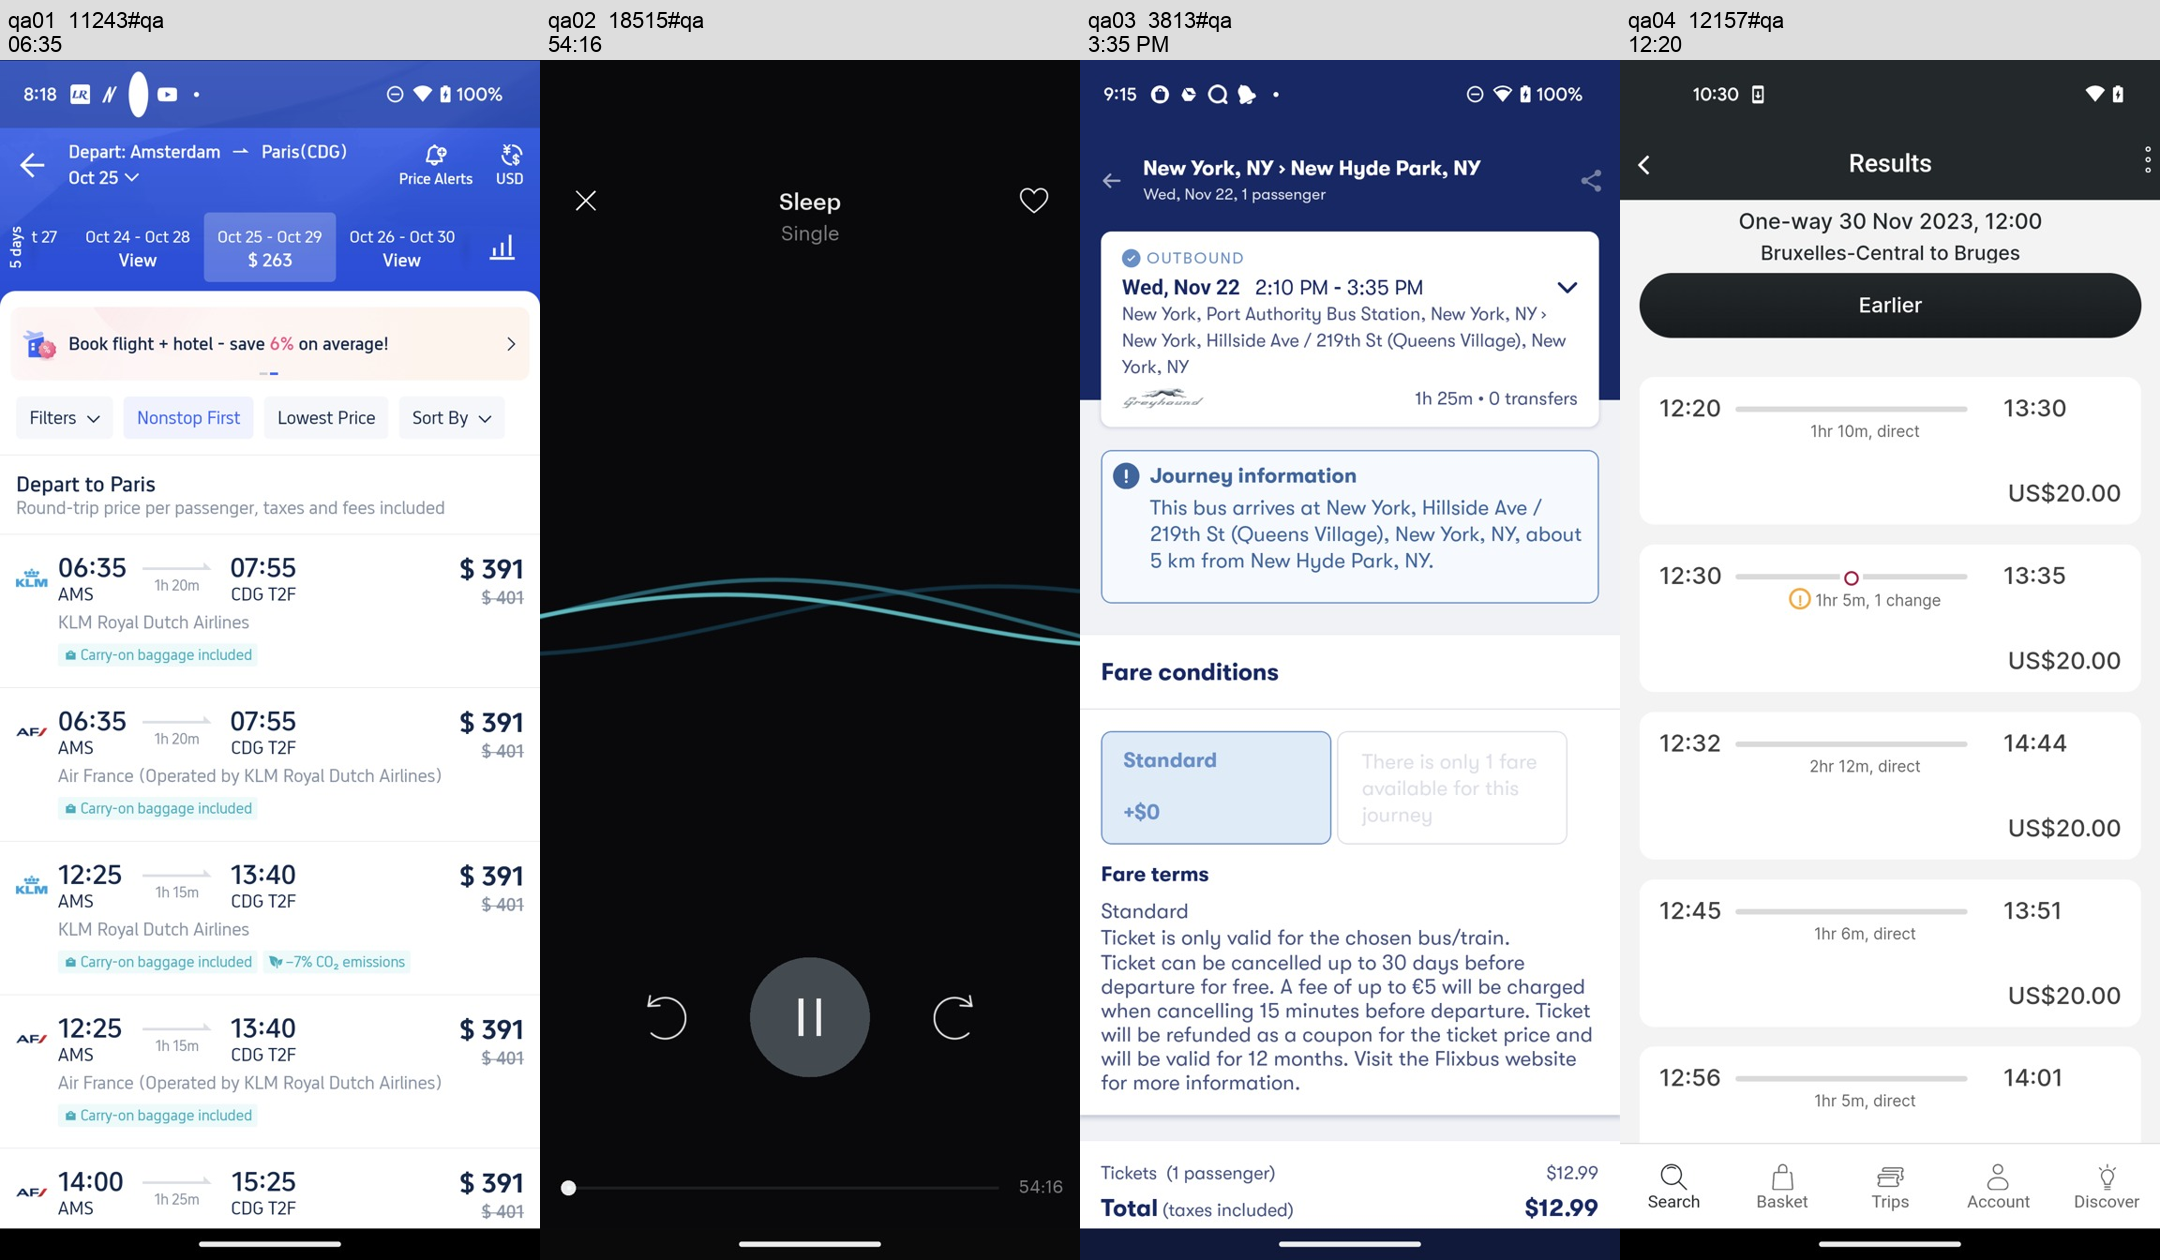 qa01 11243#qa
06:35
8:18
100%
Depart: Amsterdam → Paris(CDG)
Oct 25
Price Alerts
USD
5 days
t 27
Oct 24 - Oct 28
View
Oct 25 - Oct 29
$ 263
Oct 26 - Oct 30
View
Book flight + hotel - save 6% on average!
Filters
Nonstop First
Lowest Price
Sort By
Depart to Paris
Round-trip price per passenger, taxes and fees included
KLM
06:35
1h 20m
07:55
$ 391
AMS
CDG T2F
$ 401
KLM Royal Dutch Airlines
Carry-on baggage included
AF
06:35
1h 20m
07:55
$ 391
AMS
CDG T2F
$ 401
Air France (Operated by KLM Royal Dutch Airlines)
Carry-on baggage included
KLM
12:25
1h 15m
13:40
$ 391
AMS
CDG T2F
$ 401
KLM Royal Dutch Airlines
Carry-on baggage included
−7% CO₂ emissions
AF
12:25
1h 15m
13:40
$ 391
AMS
CDG T2F
$ 401
Air France (Operated by KLM Royal Dutch Airlines)
Carry-on baggage included
AF
14:00
1h 25m
15:25
$ 391
AMS
CDG T2F
$ 401
qa02 18515#qa
54:16
Sleep
Single
54:16
qa03 3813#qa
3:35 PM
9:15
100%
New York, NY › New Hyde Park, NY
Wed, Nov 22, 1 passenger
OUTBOUND
Wed, Nov 22 2:10 PM - 3:35 PM
New York, Port Authority Bus Station, New York, NY ›
New York, Hillside Ave / 219th St (Queens Village), New
York, NY
Greyhound
1h 25m • 0 transfers
Journey information
This bus arrives at New York, Hillside Ave /
219th St (Queens Village), New York, NY, about
5 km from New Hyde Park, NY.
Fare conditions
Standard
+$0
There is only 1 fare
available for this
journey
Fare terms
Standard
Ticket is only valid for the chosen bus/train.
Ticket can be cancelled up to 30 days before
departure for free. A fee of up to €5 will be charged
when cancelling 15 minutes before departure. Ticket
will be refunded as a coupon for the ticket price and
will be valid for 12 months. Visit the Flixbus website
for more information.
Tickets (1 passenger)
$12.99
Total (taxes included)
$12.99
qa04 12157#qa
12:20
10:30
Results
One-way 30 Nov 2023, 12:00
Bruxelles-Central to Bruges
Earlier
12:20
13:30
1hr 10m, direct
US$20.00
12:30
13:35
1hr 5m, 1 change
US$20.00
12:32
14:44
2hr 12m, direct
US$20.00
12:45
13:51
1hr 6m, direct
US$20.00
12:56
14:01
1hr 5m, direct
Search
Basket
Trips
Account
Discover